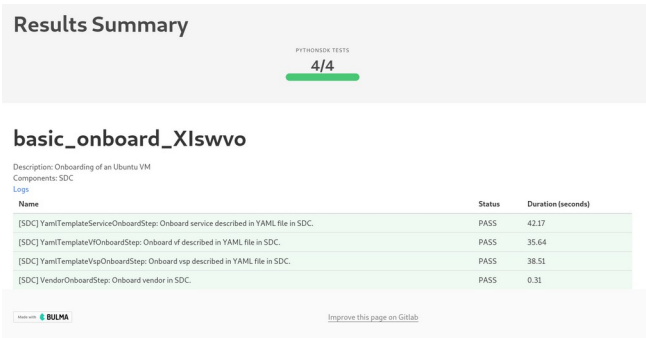 Results Summary
PYTHONSDK TESTS
4/4
basic_onboard_XIswvo
Description: Onboarding of an Ubuntu VM
Components: SDC
Logs
Name Status Duration (seconds)
[SDC] YamlTemplateServiceOnboardStep: Onboard service described in YAML file in SDC. PASS 42.17
[SDC] YamlTemplateVfOnboardStep: Onboard vf described in YAML file in SDC. PASS 35.64
[SDC] YamlTemplateVspOnboardStep: Onboard vsp described in YAML file in SDC. PASS 38.51
[SDC] VendorOnboardStep: Onboard vendor in SDC. PASS 0.31
Made with BULMA Improve this page on Gitlab